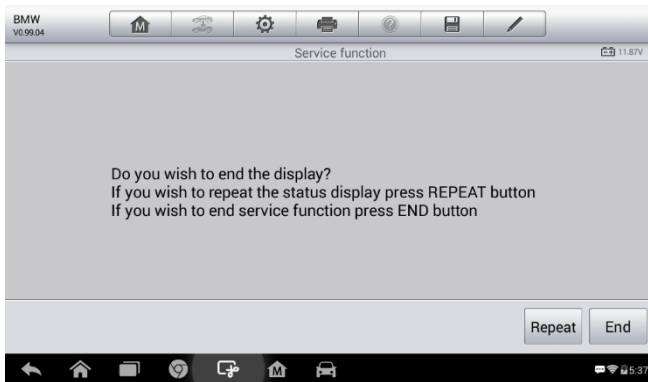 BMW
V0.99.04
M
Service function
11.87V
Do you wish to end the display?
If you wish to repeat the status display press REPEAT button
If you wish to end service function press END button
Repeat
End
M
5:37